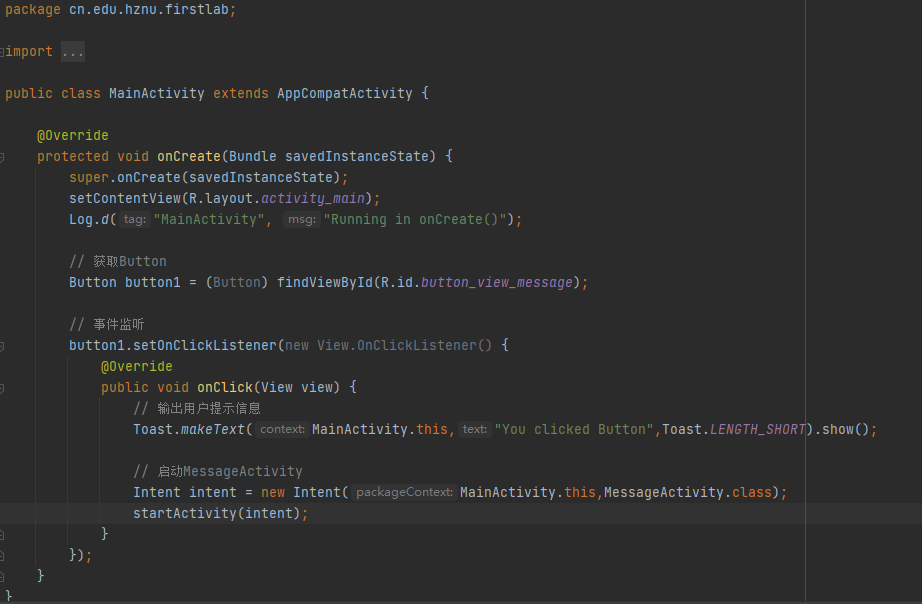 package cn.edu.hznu.firstlab;
import ...
public class MainActivity extends AppCompatActivity {
@Override
protected void onCreate(Bundle savedInstanceState) {
super.onCreate(savedInstanceState);
setContentView(R.layout.activity_main);
Log.d( tag: "MainActivity", msg: "Running in onCreate()");
// 获取Button
Button button1 = (Button) findViewById(R.id.button_view_message);
// 事件监听
button1.setOnClickListener(new View.OnClickListener() {
@Override
public void onClick(View view) {
// 输出用户提示信息
Toast.makeText( context: MainActivity.this, text: "You clicked Button",Toast.LENGTH_SHORT).show();
// 启动MessageActivity
Intent intent = new Intent( packageContext: MainActivity.this,MessageActivity.class);
startActivity(intent);
}
});
}
}